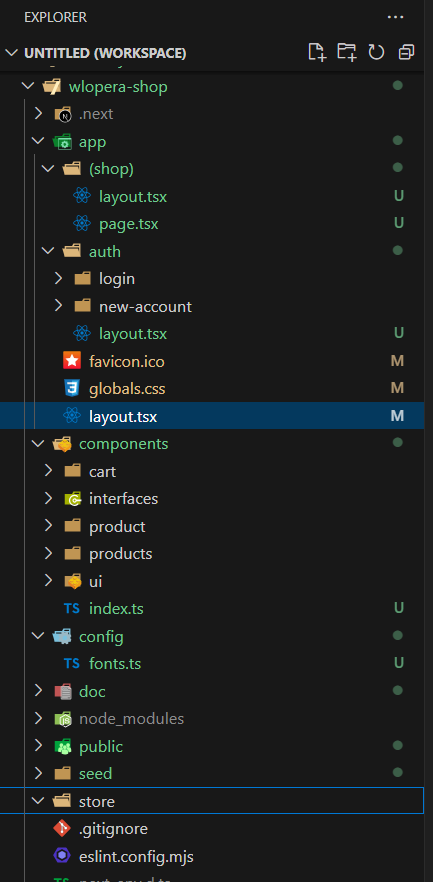 EXPLORER
UNTITLED (WORKSPACE)
wlopera-shop
.next
app
(shop)
layout.tsx U
page.tsx U
auth
login
new-account
layout.tsx U
favicon.ico M
globals.css M
layout.tsx M
components
cart
interfaces
product
products
ui
TS index.ts U
config
TS fonts.ts U
doc
node_modules
public
seed
store
.gitignore
eslint.config.mjs